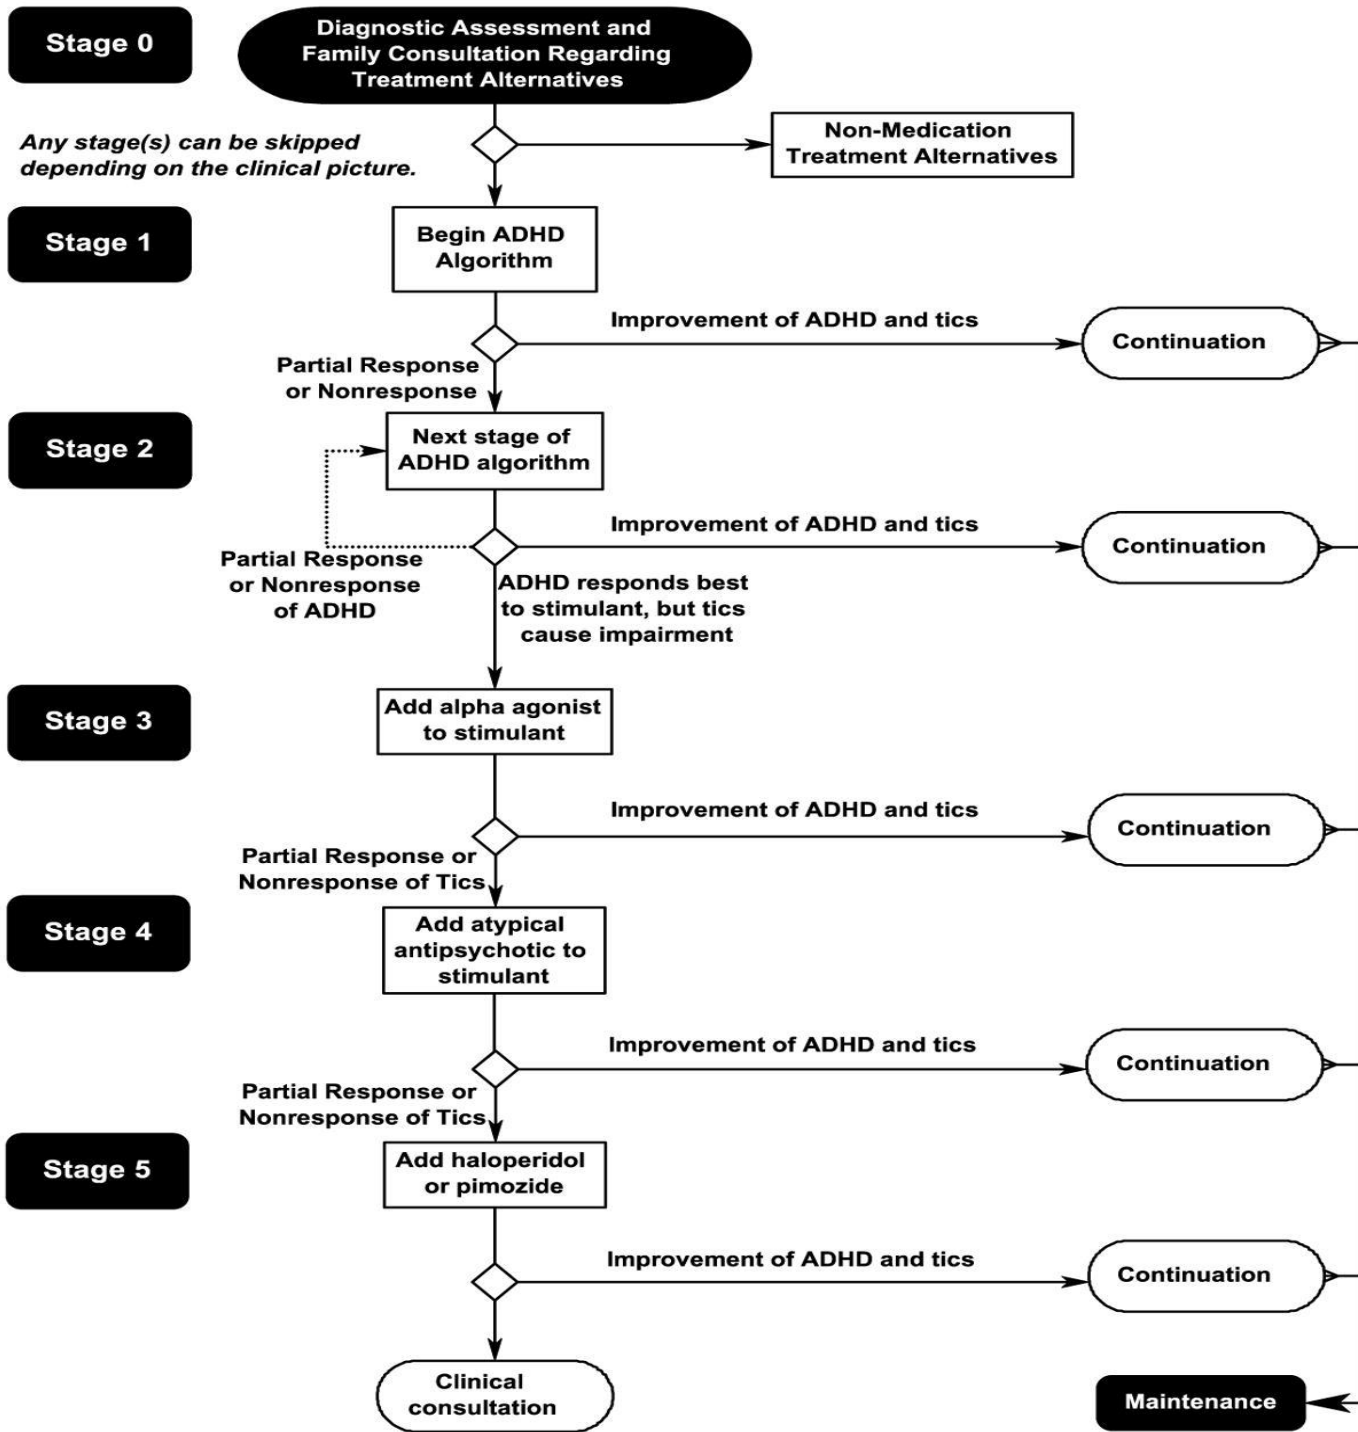 Stage 0
Diagnostic Assessment and
Family Consultation Regarding
Treatment Alternatives
Any stage(s) can be skipped
depending on the clinical picture.
Non-Medication
Treatment Alternatives
Stage 1
Begin ADHD
Algorithm
Improvement of ADHD and tics
Continuation
Partial Response
or Nonresponse
Stage 2
Next stage of
ADHD algorithm
Improvement of ADHD and tics
Continuation
Partial Response
or Nonresponse
of ADHD
ADHD responds best
to stimulant, but tics
cause impairment
Stage 3
Add alpha agonist
to stimulant
Improvement of ADHD and tics
Continuation
Partial Response or
Nonresponse of Tics
Stage 4
Add atypical
antipsychotic to
stimulant
Improvement of ADHD and tics
Continuation
Partial Response or
Nonresponse of Tics
Stage 5
Add haloperidol
or pimozide
Improvement of ADHD and tics
Continuation
Clinical
consultation
Maintenance